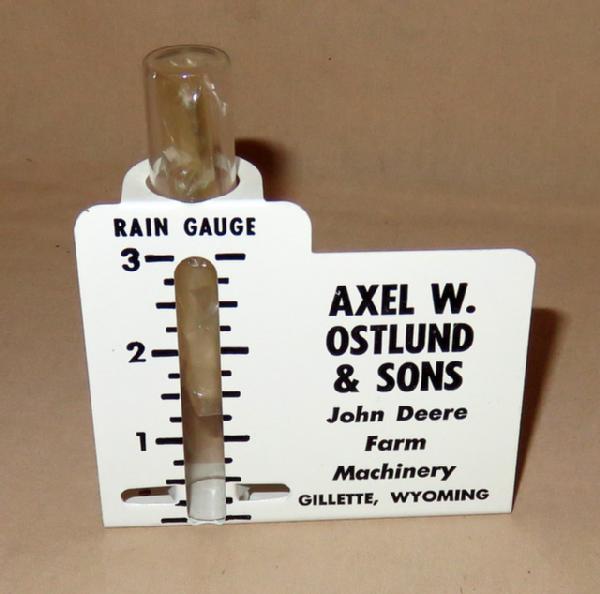 RAIN GAUGE
3
2
1
AXEL W.
OSTLUND
& SONS
John Deere
Farm
Machinery
GILLETTE, WYOMING